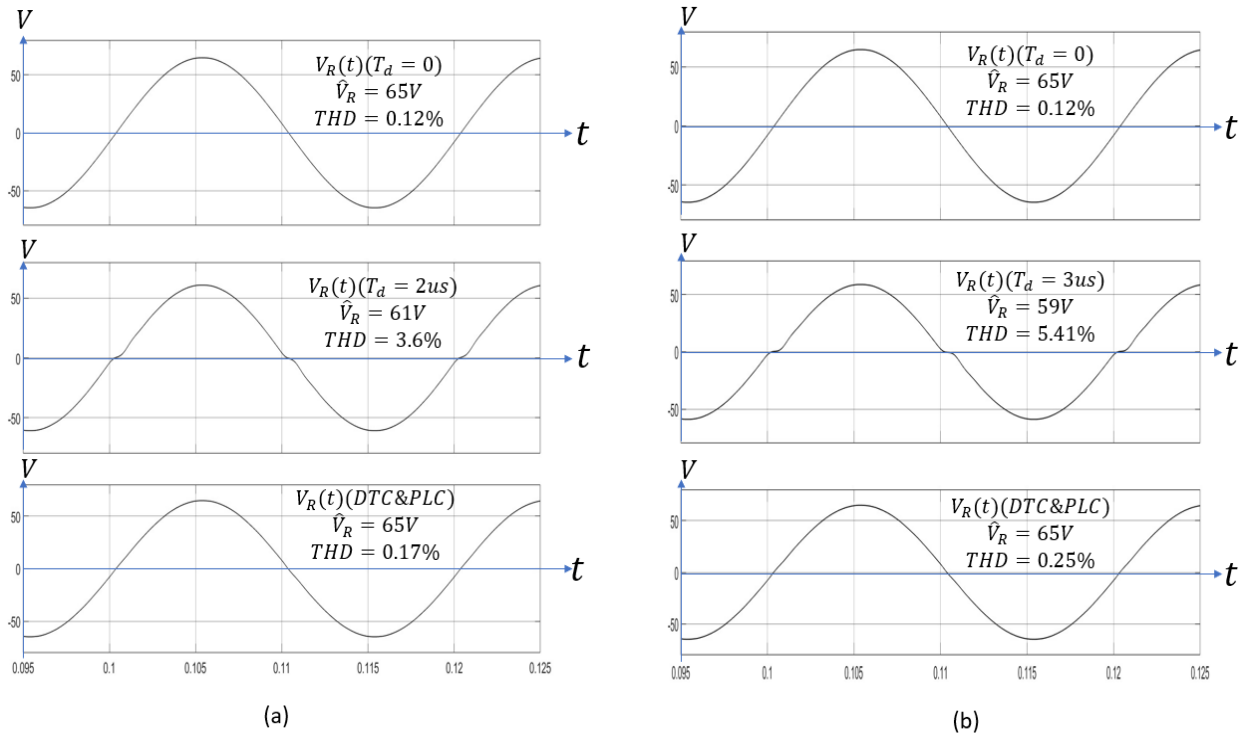 V
50
0
-50
V_R(t)(T_d = 0)
V̂_R = 65V
THD = 0.12%
t
V
50
0
-50
V_R(t)(T_d = 2us)
V̂_R = 61V
THD = 3.6%
t
V
50
0
-50
V_R(t)(DTC&PLC)
V̂_R = 65V
THD = 0.17%
t
0.095 0.1 0.105 0.11 0.115 0.12 0.125
(a)
V
50
0
-50
V_R(t)(T_d = 0)
V̂_R = 65V
THD = 0.12%
t
V
50
0
-50
V_R(t)(T_d = 3us)
V̂_R = 59V
THD = 5.41%
t
V
50
0
-50
V_R(t)(DTC&PLC)
V̂_R = 65V
THD = 0.25%
t
0.095 0.1 0.105 0.11 0.115 0.12 0.125
(b)